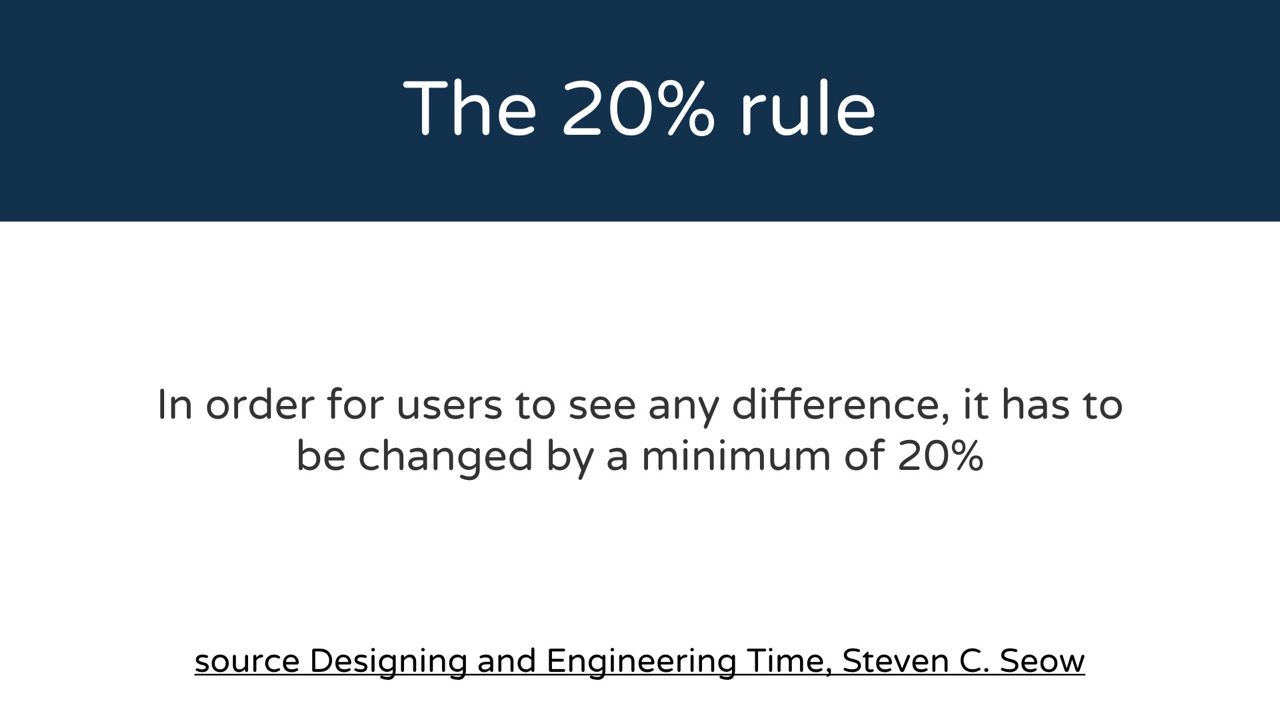 The 20% rule
In order for users to see any difference, it has to
be changed by a minimum of 20%
source Designing and Engineering Time, Steven C. Seow